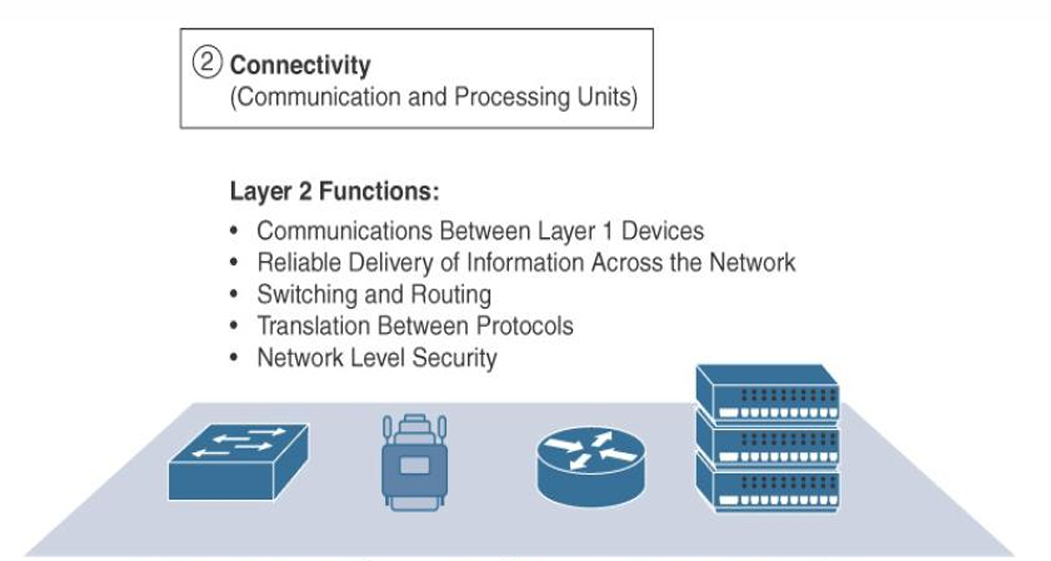 ② Connectivity
(Communication and Processing Units)
Layer 2 Functions:
• Communications Between Layer 1 Devices
• Reliable Delivery of Information Across the Network
• Switching and Routing
• Translation Between Protocols
• Network Level Security